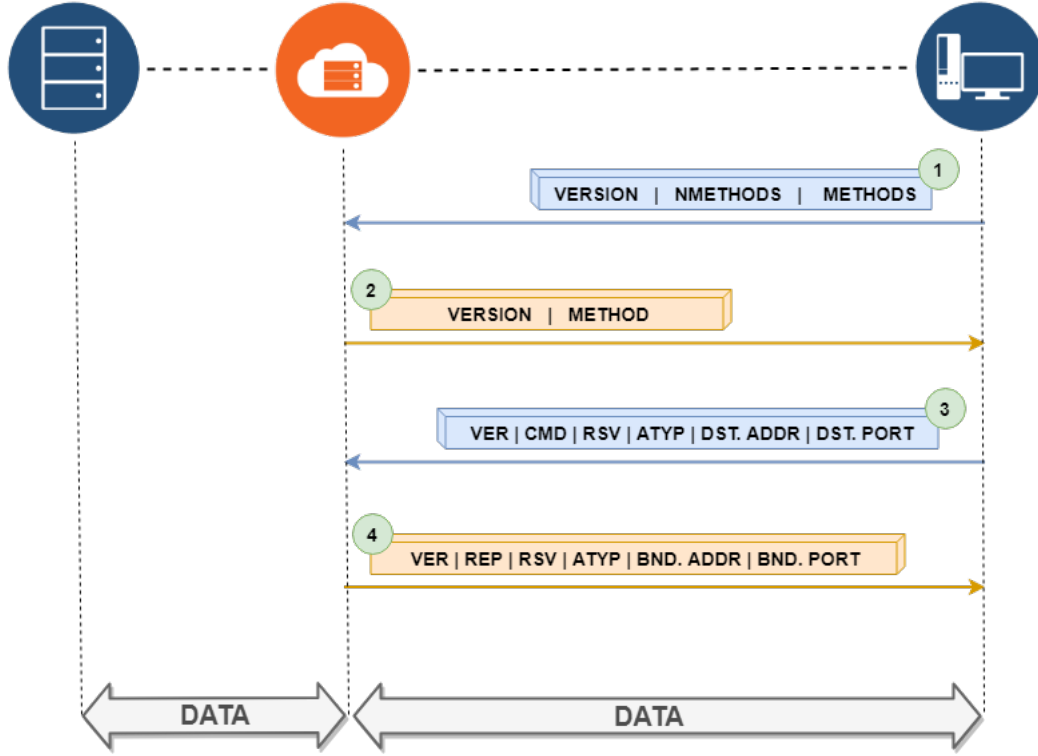 1
VERSION | NMETHODS | METHODS
2
VERSION | METHOD
3
VER | CMD | RSV | ATYP | DST. ADDR | DST. PORT
4
VER | REP | RSV | ATYP | BND. ADDR | BND. PORT
DATA
DATA